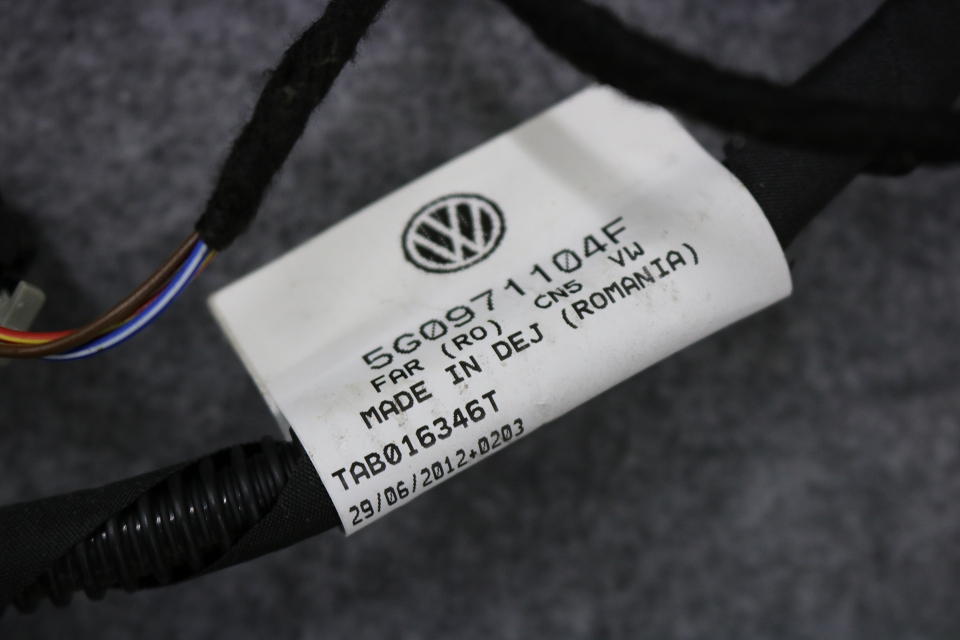 VW
5G0971104F
FAR (RO) CN5 VW
MADE IN DEJ (ROMANIA)
TAB016346T
29/06/2012+0203